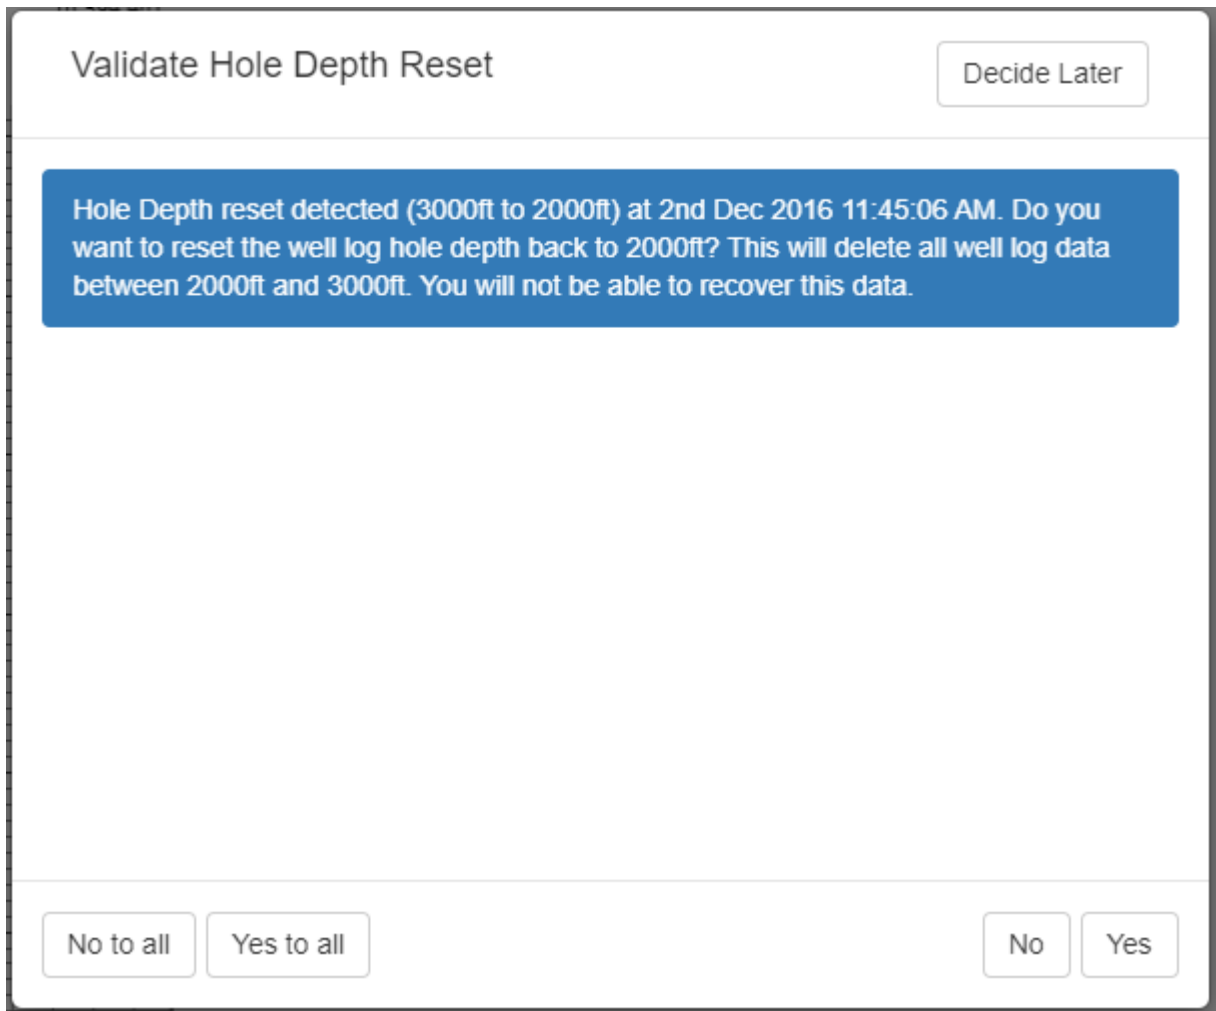 Validate Hole Depth Reset
Decide Later
Hole Depth reset detected (3000ft to 2000ft) at 2nd Dec 2016 11:45:06 AM. Do you
want to reset the well log hole depth back to 2000ft? This will delete all well log data
between 2000ft and 3000ft. You will not be able to recover this data.
No to all
Yes to all
No
Yes